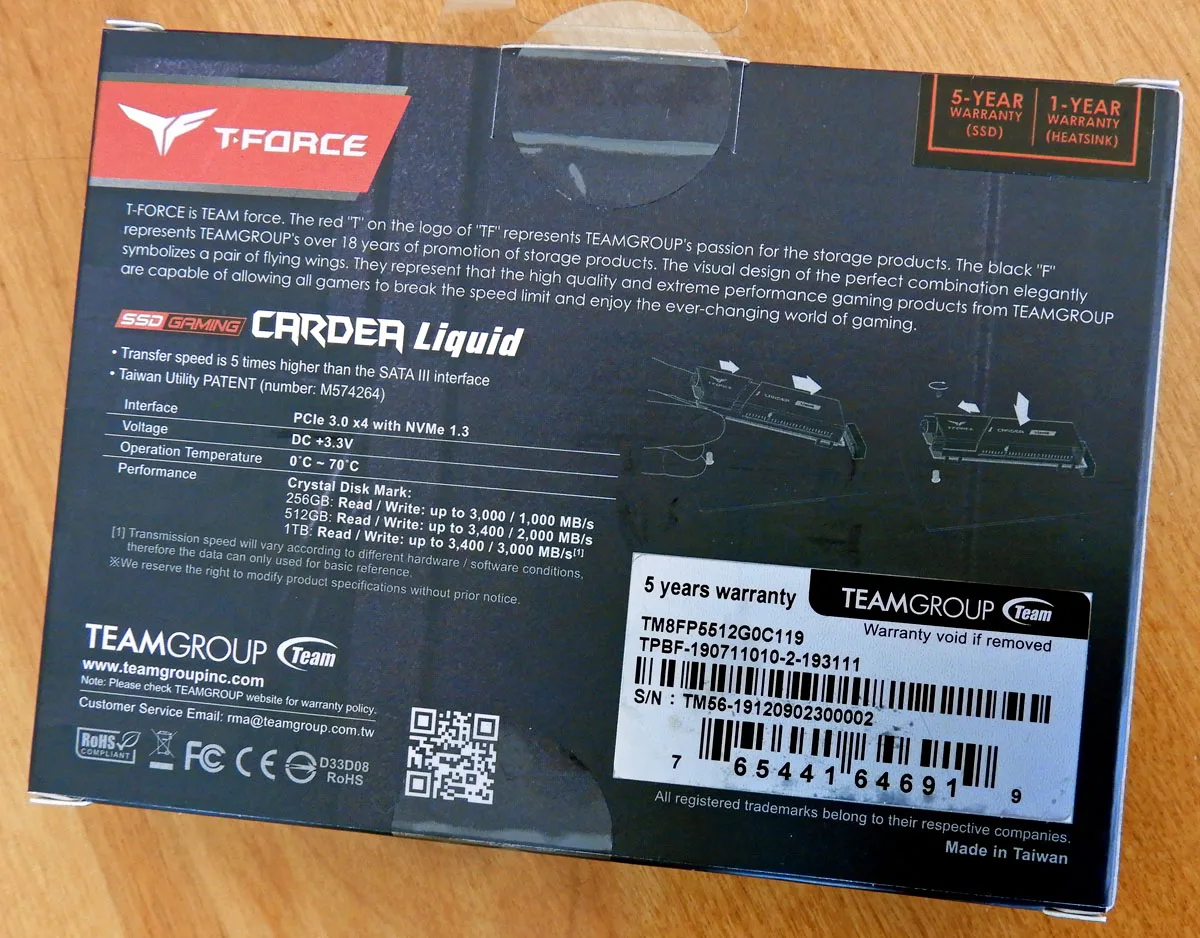 T-FORCE
5-YEAR
WARRANTY
(SSD)
1-YEAR
WARRANTY
(HEATSINK)
T-FORCE is TEAM force. The red "T" on the logo of "TF" represents TEAMGROUP's passion for the storage products. The black "F"
represents TEAMGROUP's over 18 years of promotion of storage products. The visual design of the perfect combination elegantly
symbolizes a pair of flying wings. They represent that the high quality and extreme performance gaming products from TEAMGROUP
are capable of allowing all gamers to break the speed limit and enjoy the ever-changing world of gaming.
SSD GAMING CARDEA Liquid
• Transfer speed is 5 times higher than the SATA III interface
• Taiwan Utility PATENT (number: M574264)
Interface PCIe 3.0 x4 with NVMe 1.3
Voltage DC +3.3V
Operation Temperature 0˚C ~ 70˚C
Performance Crystal Disk Mark:
256GB: Read / Write: up to 3,000 / 1,000 MB/s
512GB: Read / Write: up to 3,400 / 2,000 MB/s
1TB: Read / Write: up to 3,400 / 3,000 MB/s[1]
[1] Transmission speed will vary according to different hardware / software conditions,
therefore the data can only used for basic reference.
※We reserve the right to modify product specifications without prior notice.
T-FORCE CARDEA Liquid
T-FORCE CARDEA Liquid
TEAMGROUP Team
www.teamgroupinc.com
Note: Please check TEAMGROUP website for warranty policy.
Customer Service Email: rma@teamgroup.com.tw
RoHS
COMPLIANT
FC CE
D33D08
RoHS
5 years warranty
TEAMGROUP Team
Warranty void if removed
TM8FP5512G0C119
TPBF-190711010-2-193111
S/N : TM56-19120902300002
7 65441 64691 9
All registered trademarks belong to their respective companies.
Made in Taiwan